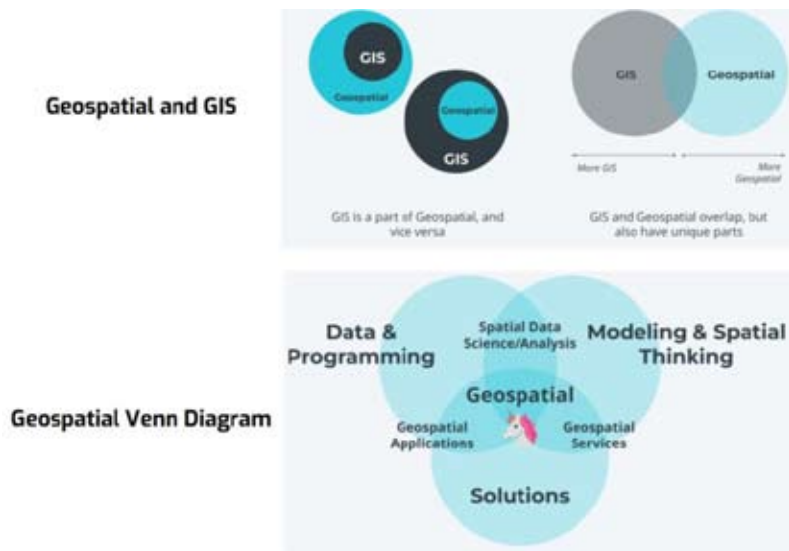 Geospatial and GIS
GIS
Geospatial
Geospatial
GIS
GIS is a part of Geospatial, and
vice versa
GIS
Geospatial
More GIS
More
Geospatial
GIS and Geospatial overlap, but
also have unique parts
Geospatial Venn Diagram
Data &
Programming
Spatial Data
Science/Analysis
Modeling & Spatial
Thinking
Geospatial
Geospatial
Applications
Geospatial
Services
Solutions